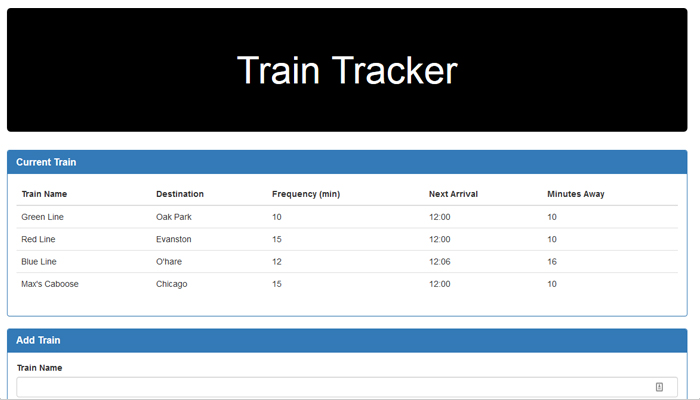 Train Tracker
Current Train
Train Name Destination Frequency (min) Next Arrival Minutes Away
Green Line Oak Park 10 12:00 10
Red Line Evanston 15 12:00 10
Blue Line O'hare 12 12:06 16
Max's Caboose Chicago 15 12:00 10
Add Train
Train Name